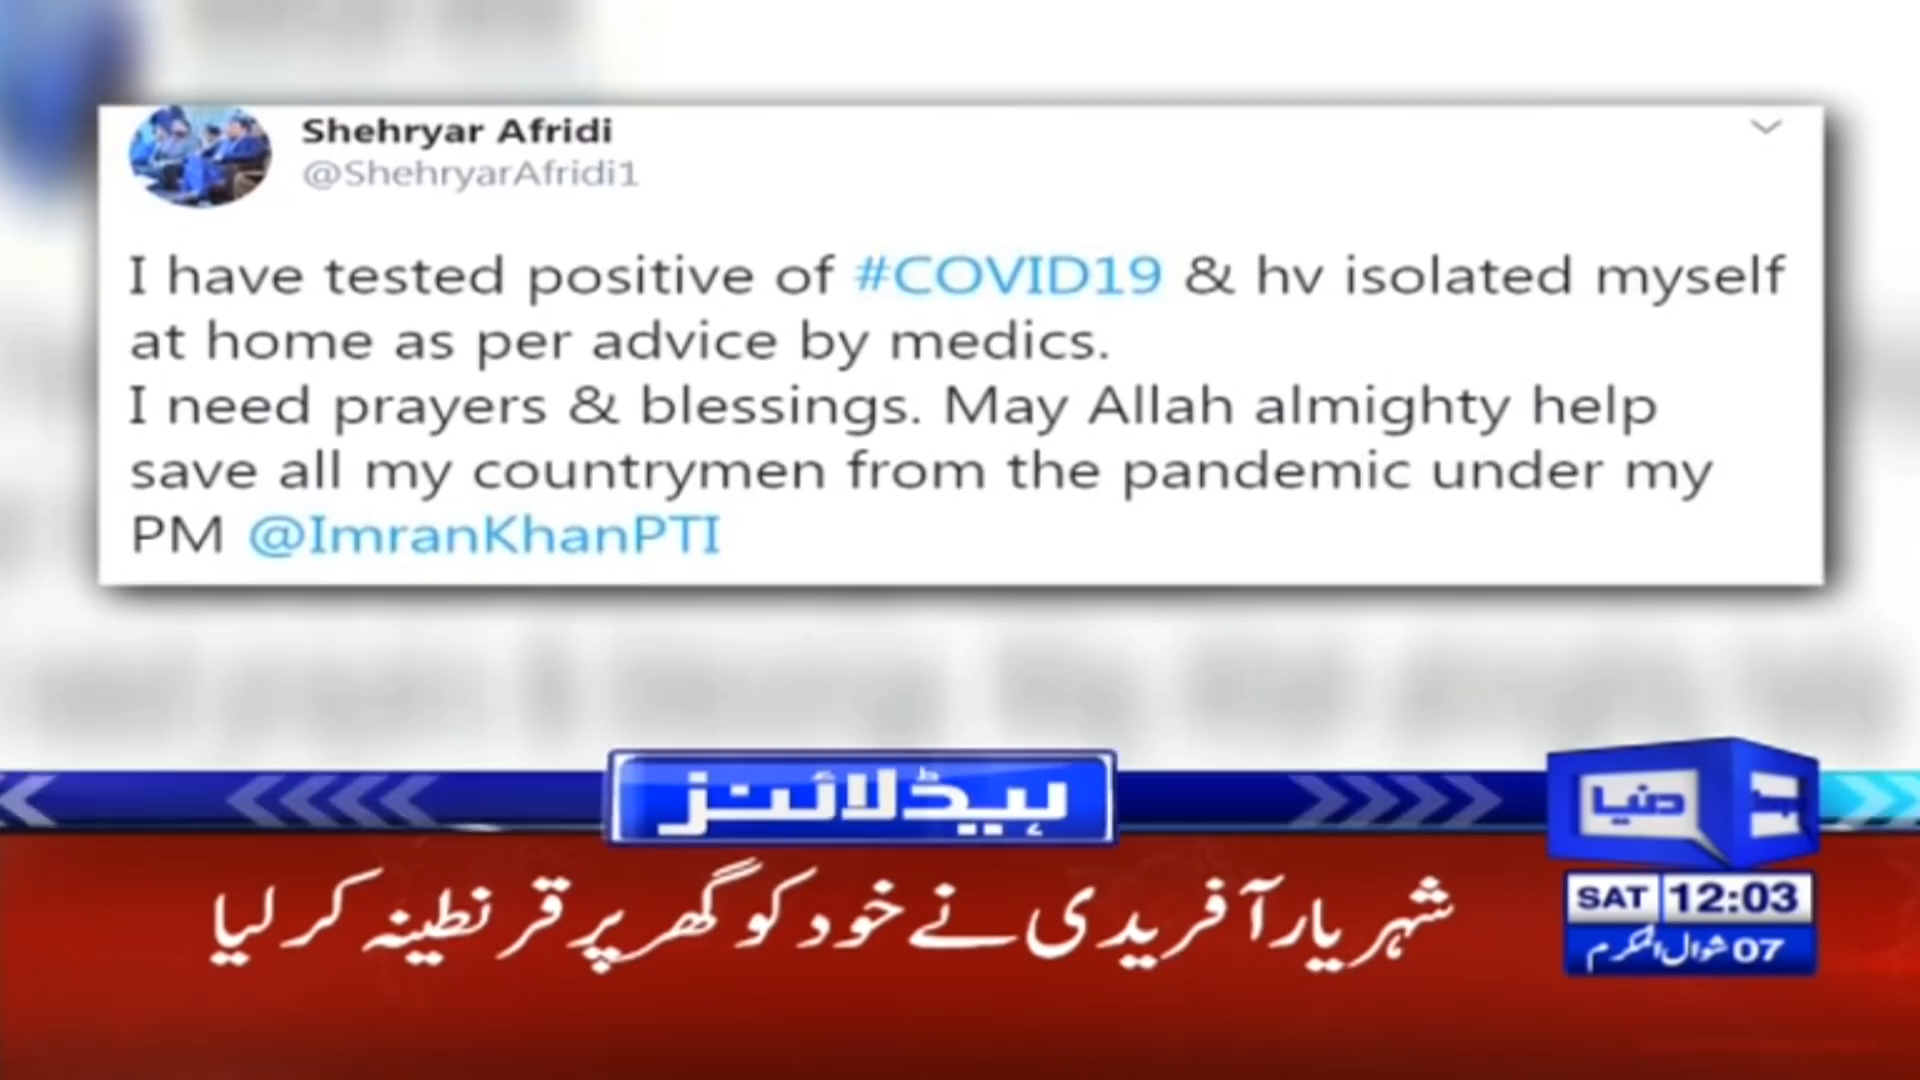 Shehryar Afridi
@ShehryarAfridi1
I have tested positive of #COVID19 & hv isolated myself
at home as per advice by medics.
I need prayers & blessings. May Allah almighty help
save all my countrymen from the pandemic under my
PM @ImranKhanPTI
ہیڈلائنز
دنیا
شہریار آفریدی نے خود کو گھر پر قرنطینہ کر لیا
SAT 12:03
07 شوال المکرم